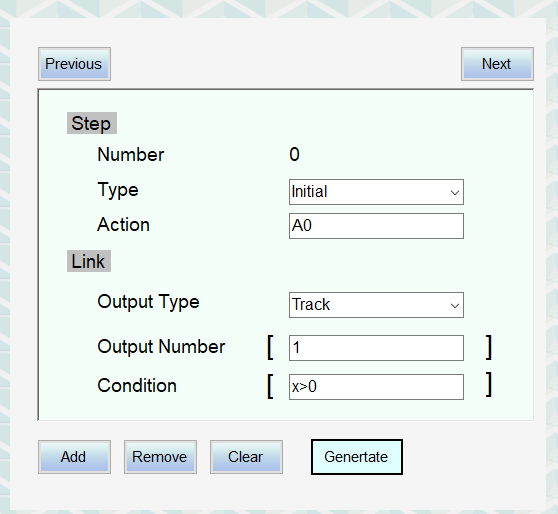 Previous Next
Step
Number 0
Type Initial
Action A0
Link
Output Type Track
Output Number [ 1 ]
Condition [ x>0 ]
Add Remove Clear Genertate